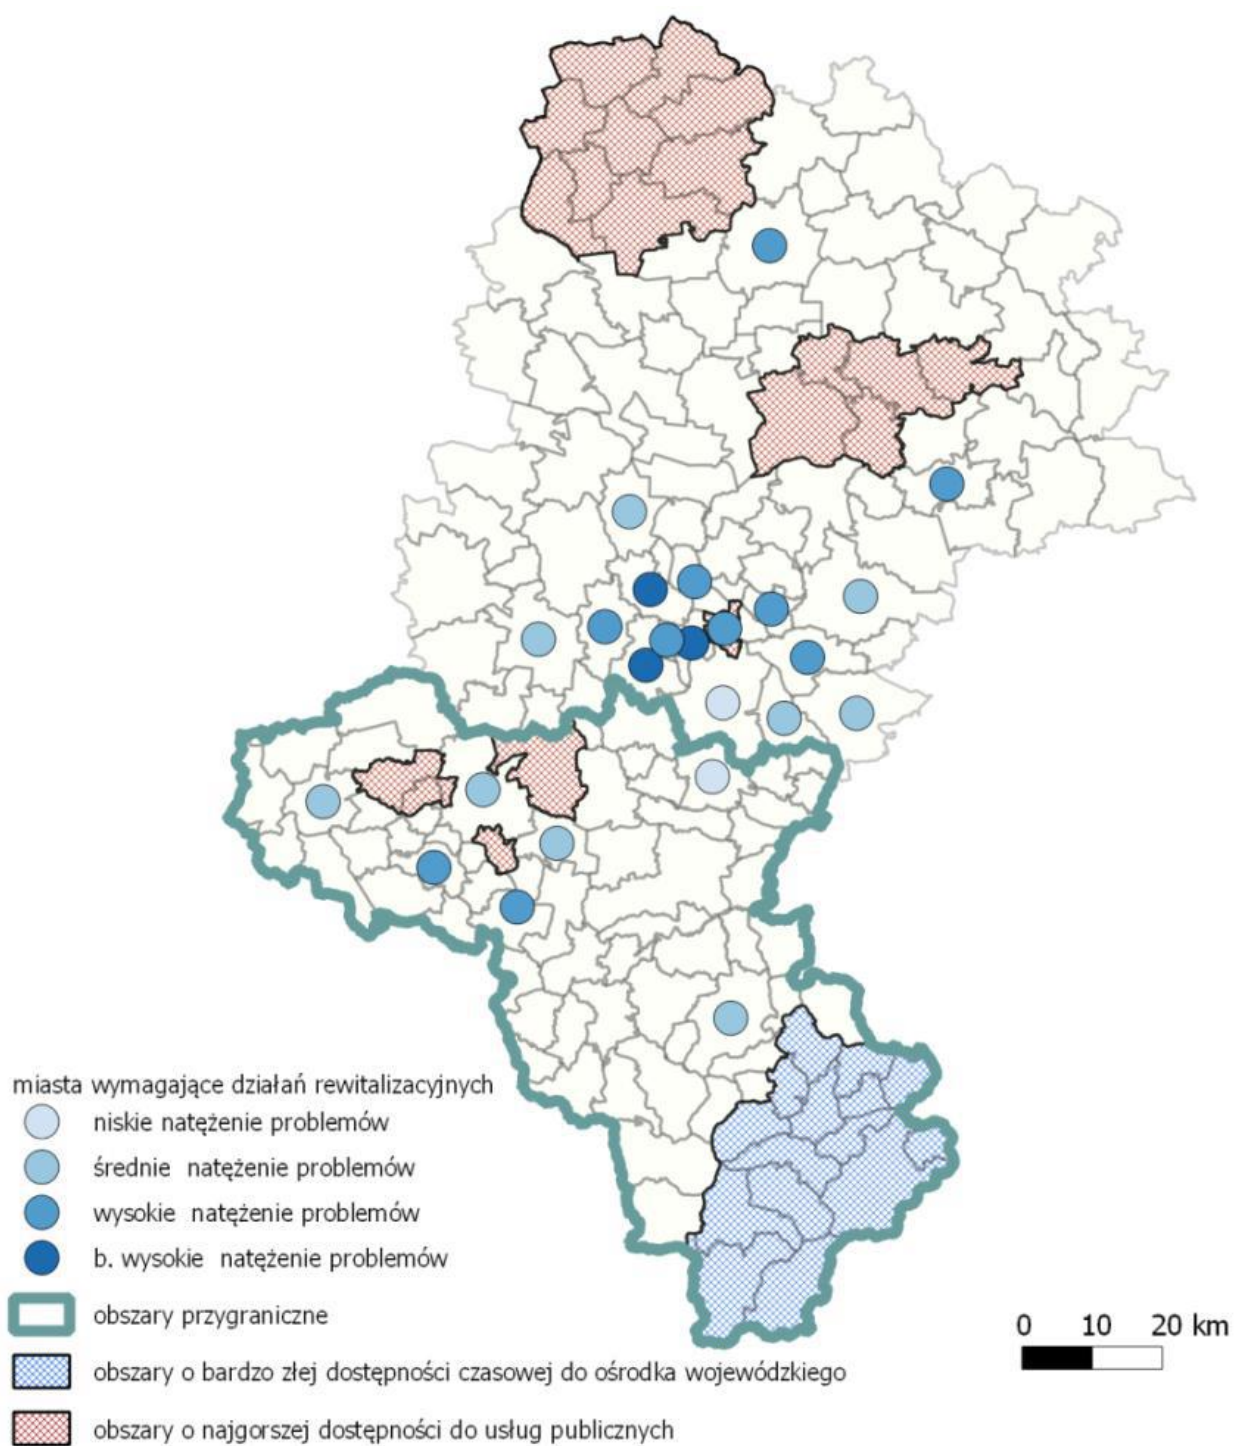 miasta wymagające działań rewitalizacyjnych
niskie natężenie problemów
średnie natężenie problemów
wysokie natężenie problemów
b. wysokie natężenie problemów
obszary przygraniczne
obszary o bardzo złej dostępności czasowej do ośrodka wojewódzkiego
obszary o najgorszej dostępności do usług publicznych
0 10 20 km